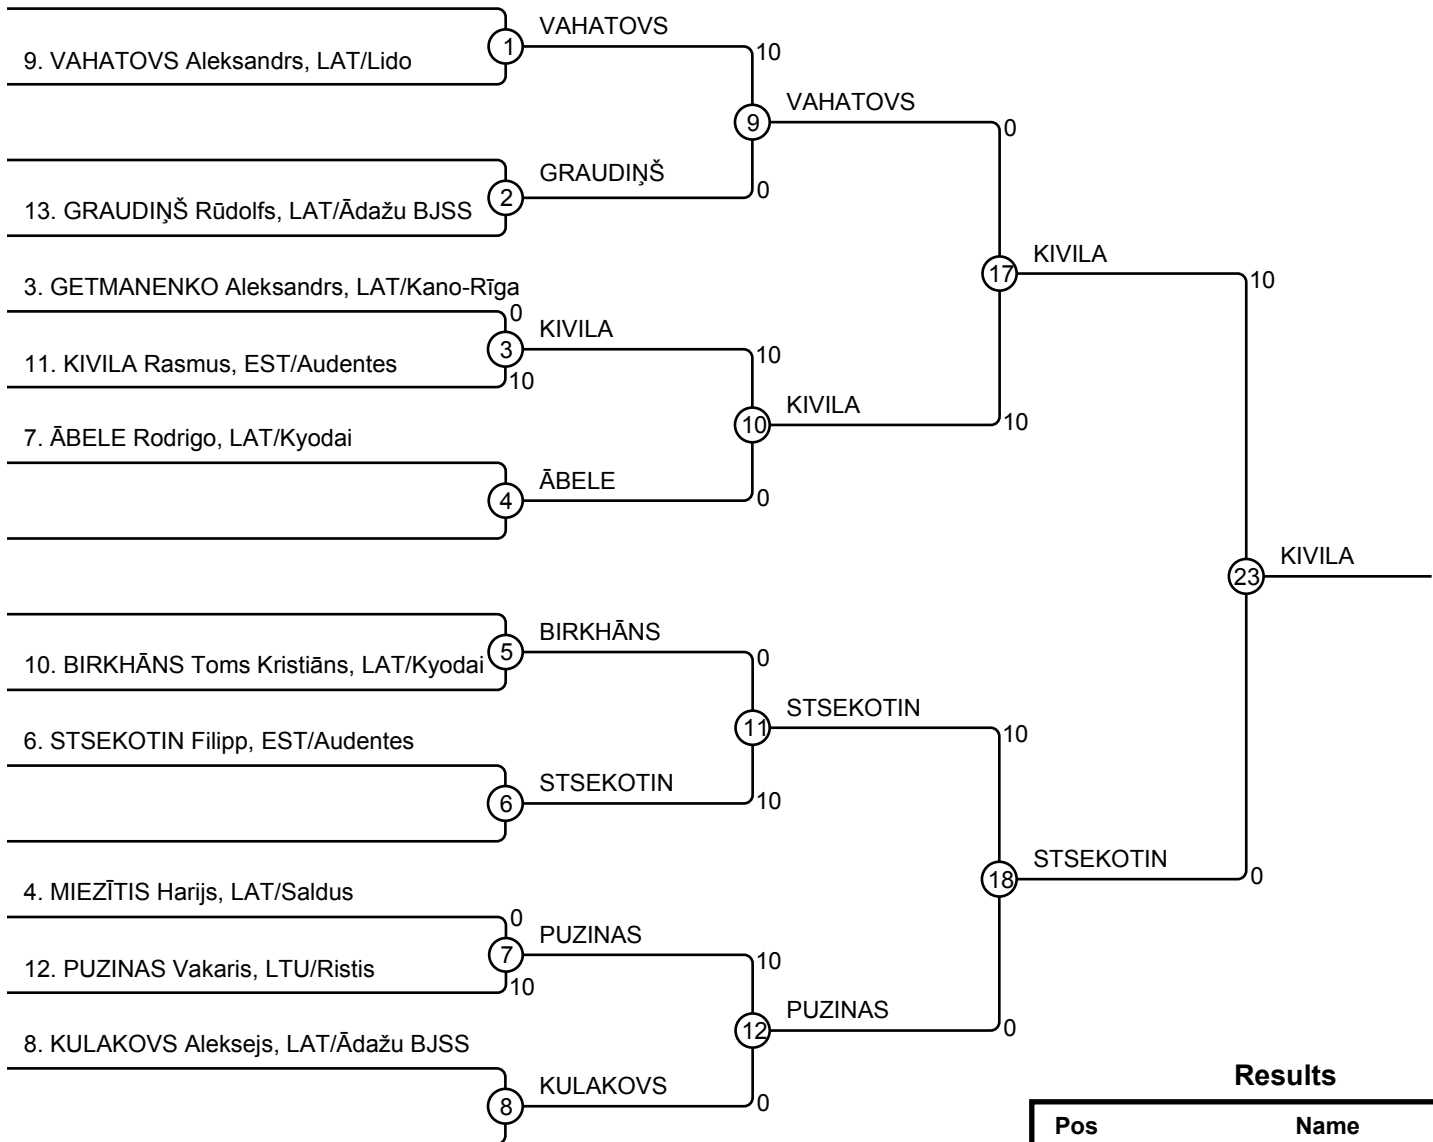 VAHATOVS
9. VAHATOVS Aleksandrs, LAT/Lido
1
10
VAHATOVS
9
0
GRAUDIŅŠ
0
13. GRAUDIŅŠ Rūdolfs, LAT/Ādažu BJSS
2
KIVILA
17
10
3. GETMANENKO Aleksandrs, LAT/Kano-Rīga
0
KIVILA
3
10
11. KIVILA Rasmus, EST/Audentes
10
KIVILA
10
10
7. ĀBELE Rodrigo, LAT/Kyodai
ĀBELE
4
0
KIVILA
23
BIRKHĀNS
10. BIRKHĀNS Toms Kristiāns, LAT/Kyodai
5
0
STSEKOTIN
11
10
6. STSEKOTIN Filipp, EST/Audentes
STSEKOTIN
6
10
STSEKOTIN
18
0
4. MIEZĪTIS Harijs, LAT/Saldus
0
PUZINAS
7
10
12. PUZINAS Vakaris, LTU/Ristis
10
PUZINAS
12
0
8. KULAKOVS Aleksejs, LAT/Ādažu BJSS
KULAKOVS
8
0
Results
Pos Name